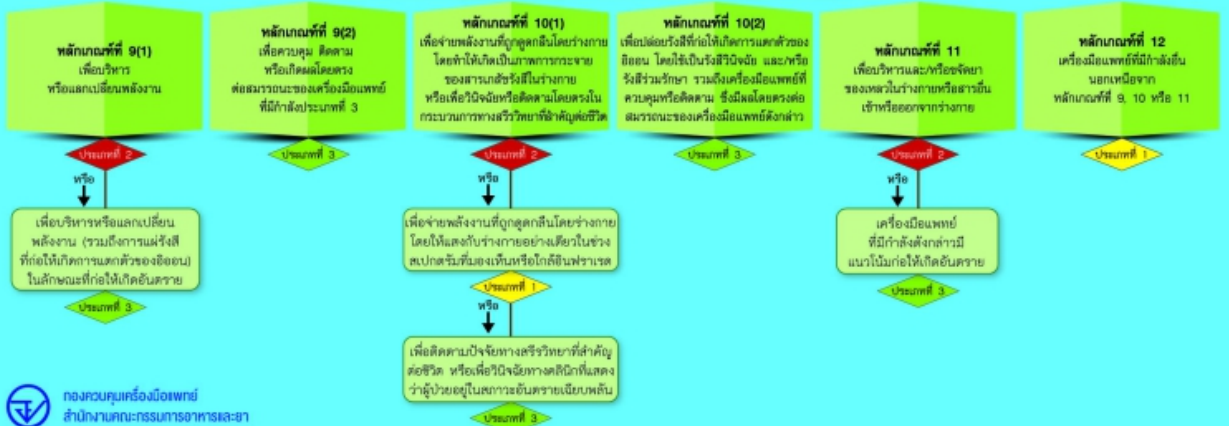 หลักเกณฑ์ที่ 9(1)
เพื่อบริหาร
หรือแลกเปลี่ยนพลังงาน
ประเภทที่ 2
หรือ
เพื่อบริหารหรือแลกเปลี่ยน
พลังงาน (รวมถึงการแผ่รังสี
ที่ก่อให้เกิดการแตกตัวของอิออน)
ในลักษณะที่ก่อให้เกิดอันตราย
ประเภทที่ 3
หลักเกณฑ์ที่ 9(2)
เพื่อควบคุม ติดตาม
หรือเกิดผลโดยตรง
ต่อสมรรถนะของเครื่องมือแพทย์
ที่มีกำลังประเภทที่ 3
ประเภทที่ 3
หลักเกณฑ์ที่ 10(1)
เพื่อจ่ายพลังงานที่ถูกดูดกลืนโดยร่างกาย
โดยทำให้เกิดเป็นภาพการกระจาย
ของสารเภสัชรังสีในร่างกาย
หรือเพื่อวินิจฉัยหรือติดตามโดยตรงใน
กระบวนการทางสรีรวิทยาที่สำคัญต่อชีวิต
ประเภทที่ 2
หรือ
เพื่อจ่ายพลังงานที่ถูกดูดกลืนโดยร่างกาย
โดยให้แสงกับร่างกายอย่างเดียวในช่วง
สเปกตรัมที่มองเห็นหรือใกล้อินฟราเรด
ประเภทที่ 1
หรือ
เพื่อติดตามปัจจัยทางสรีรวิทยาที่สำคัญ
ต่อชีวิต หรือเพื่อวินิจฉัยทางคลินิกที่แสดง
ว่าผู้ป่วยอยู่ในสภาวะอันตรายเฉียบพลัน
ประเภทที่ 3
หลักเกณฑ์ที่ 10(2)
เพื่อปล่อยรังสีที่ก่อให้เกิดการแตกตัวของ
อิออน โดยใช้เป็นรังสีวินิจฉัย และ/หรือ
รังสีร่วมรักษา รวมถึงเครื่องมือแพทย์ที่
ควบคุมหรือติดตาม ซึ่งมีผลโดยตรงต่อ
สมรรถนะของเครื่องมือแพทย์ดังกล่าว
ประเภทที่ 3
หลักเกณฑ์ที่ 11
เพื่อบริหารและ/หรือขจัดยา
ของเหลวในร่างกายหรือสารอื่น
เข้าหรือออกจากร่างกาย
ประเภทที่ 2
หรือ
เครื่องมือแพทย์
ที่มีกำลังดังกล่าวมี
แนวโน้มก่อให้เกิดอันตราย
ประเภทที่ 3
หลักเกณฑ์ที่ 12
เครื่องมือแพทย์ที่มีกำลังอื่น
นอกเหนือจาก
หลักเกณฑ์ที่ 9, 10 หรือ 11
ประเภทที่ 1
กองควบคุมเครื่องมือแพทย์
สำนักงานคณะกรรมการอาหารและยา